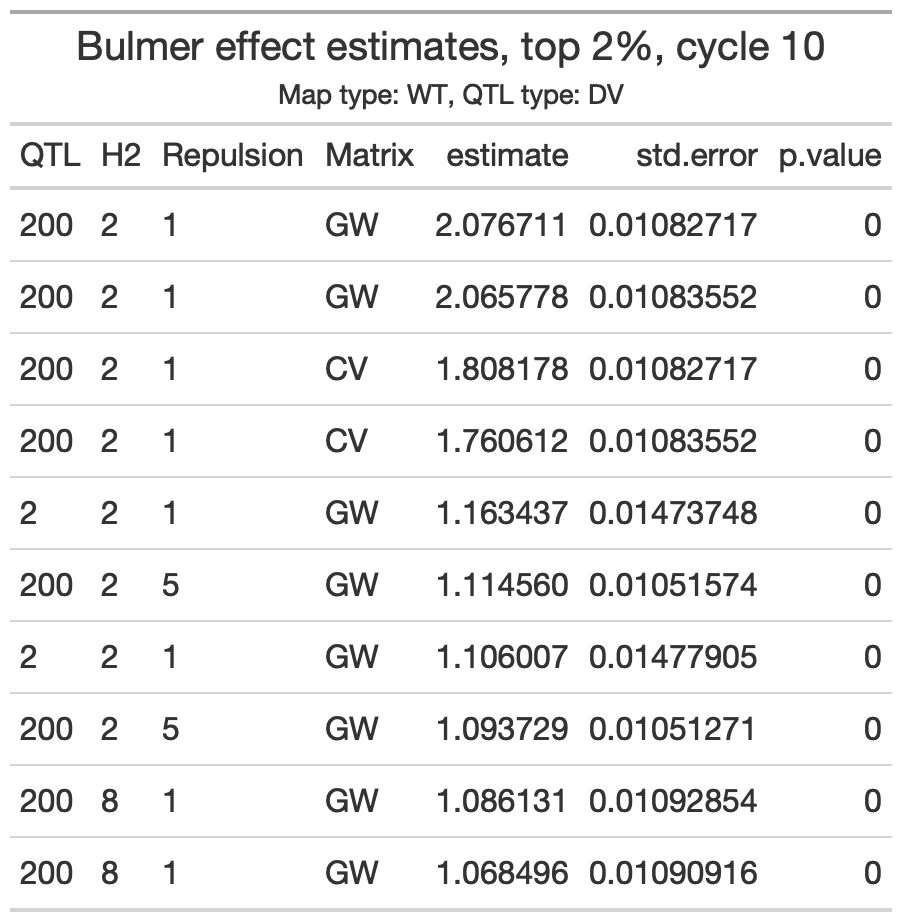 Bulmer effect estimates, top 2%, cycle 10
Map type: WT, QTL type: DV
QTL H2 Repulsion Matrix estimate std.error p.value
200 2 1 GW 2.076711 0.01082717 0
200 2 1 GW 2.065778 0.01083552 0
200 2 1 CV 1.808178 0.01082717 0
200 2 1 CV 1.760612 0.01083552 0
2 2 1 GW 1.163437 0.01473748 0
200 2 5 GW 1.114560 0.01051574 0
2 2 1 GW 1.106007 0.01477905 0
200 2 5 GW 1.093729 0.01051271 0
200 8 1 GW 1.086131 0.01092854 0
200 8 1 GW 1.068496 0.01090916 0